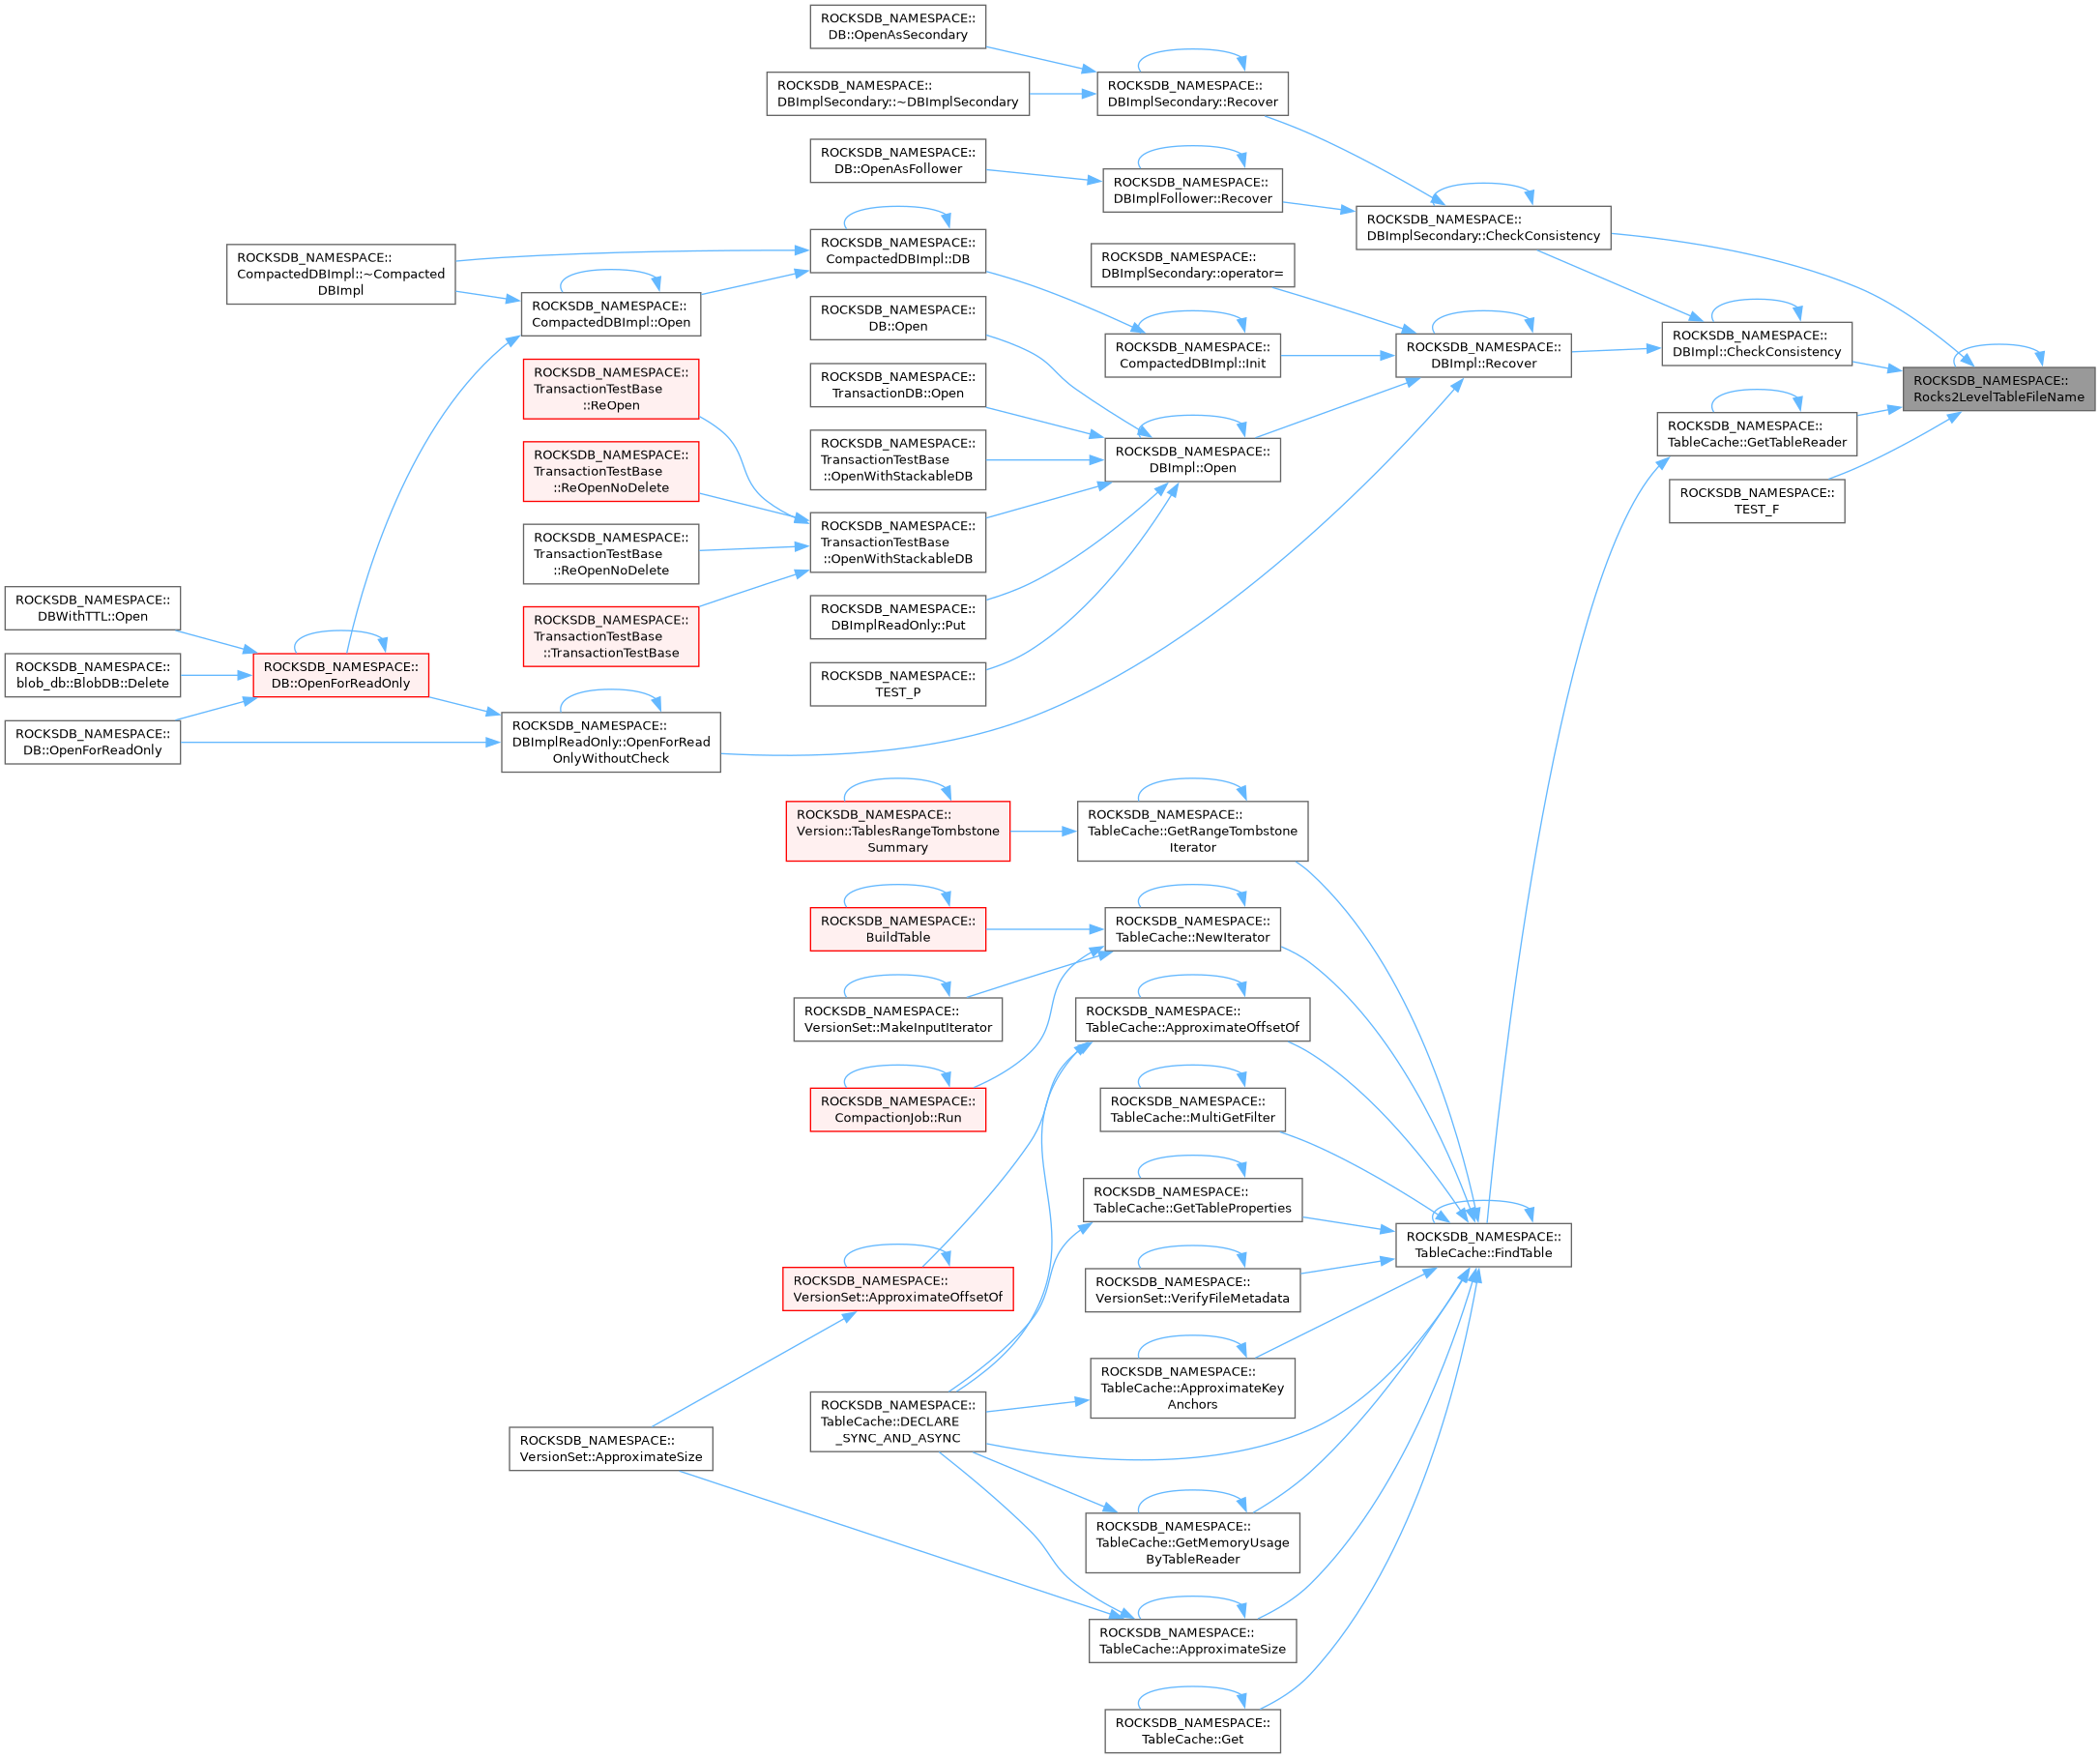 ROCKSDB_NAMESPACE::
DB::OpenAsSecondary
ROCKSDB_NAMESPACE::
DBImplSecondary::~DBImplSecondary
ROCKSDB_NAMESPACE::
DBImplSecondary::Recover
ROCKSDB_NAMESPACE::
DB::OpenAsFollower
ROCKSDB_NAMESPACE::
DBImplFollower::Recover
ROCKSDB_NAMESPACE::
DBImplSecondary::CheckConsistency
ROCKSDB_NAMESPACE::
CompactedDBImpl::~Compacted
DBImpl
ROCKSDB_NAMESPACE::
CompactedDBImpl::DB
ROCKSDB_NAMESPACE::
DBImplSecondary::operator=
ROCKSDB_NAMESPACE::
CompactedDBImpl::Open
ROCKSDB_NAMESPACE::
DB::Open
ROCKSDB_NAMESPACE::
CompactedDBImpl::Init
ROCKSDB_NAMESPACE::
DBImpl::Recover
ROCKSDB_NAMESPACE::
DBImpl::CheckConsistency
ROCKSDB_NAMESPACE::
Rocks2LevelTableFileName
ROCKSDB_NAMESPACE::
TransactionTestBase
::ReOpen
ROCKSDB_NAMESPACE::
TransactionDB::Open
ROCKSDB_NAMESPACE::
TableCache::GetTableReader
ROCKSDB_NAMESPACE::
TransactionTestBase
::ReOpenNoDelete
ROCKSDB_NAMESPACE::
TransactionTestBase
::OpenWithStackableDB
ROCKSDB_NAMESPACE::
DBImpl::Open
ROCKSDB_NAMESPACE::
TEST_F
ROCKSDB_NAMESPACE::
TransactionTestBase
::ReOpenNoDelete
ROCKSDB_NAMESPACE::
TransactionTestBase
::OpenWithStackableDB
ROCKSDB_NAMESPACE::
DBWithTTL::Open
ROCKSDB_NAMESPACE::
TransactionTestBase
::TransactionTestBase
ROCKSDB_NAMESPACE::
DBImplReadOnly::Put
ROCKSDB_NAMESPACE::
blob_db::BlobDB::Delete
ROCKSDB_NAMESPACE::
DB::OpenForReadOnly
ROCKSDB_NAMESPACE::
TEST_P
ROCKSDB_NAMESPACE::
DB::OpenForReadOnly
ROCKSDB_NAMESPACE::
DBImplReadOnly::OpenForRead
OnlyWithoutCheck
ROCKSDB_NAMESPACE::
Version::TablesRangeTombstone
Summary
ROCKSDB_NAMESPACE::
TableCache::GetRangeTombstone
Iterator
ROCKSDB_NAMESPACE::
BuildTable
ROCKSDB_NAMESPACE::
TableCache::NewIterator
ROCKSDB_NAMESPACE::
VersionSet::MakeInputIterator
ROCKSDB_NAMESPACE::
TableCache::ApproximateOffsetOf
ROCKSDB_NAMESPACE::
CompactionJob::Run
ROCKSDB_NAMESPACE::
TableCache::MultiGetFilter
ROCKSDB_NAMESPACE::
TableCache::GetTableProperties
ROCKSDB_NAMESPACE::
TableCache::FindTable
ROCKSDB_NAMESPACE::
VersionSet::ApproximateOffsetOf
ROCKSDB_NAMESPACE::
VersionSet::VerifyFileMetadata
ROCKSDB_NAMESPACE::
TableCache::ApproximateKey
Anchors
ROCKSDB_NAMESPACE::
TableCache::DECLARE
_SYNC_AND_ASYNC
ROCKSDB_NAMESPACE::
VersionSet::ApproximateSize
ROCKSDB_NAMESPACE::
TableCache::GetMemoryUsage
ByTableReader
ROCKSDB_NAMESPACE::
TableCache::ApproximateSize
ROCKSDB_NAMESPACE::
TableCache::Get